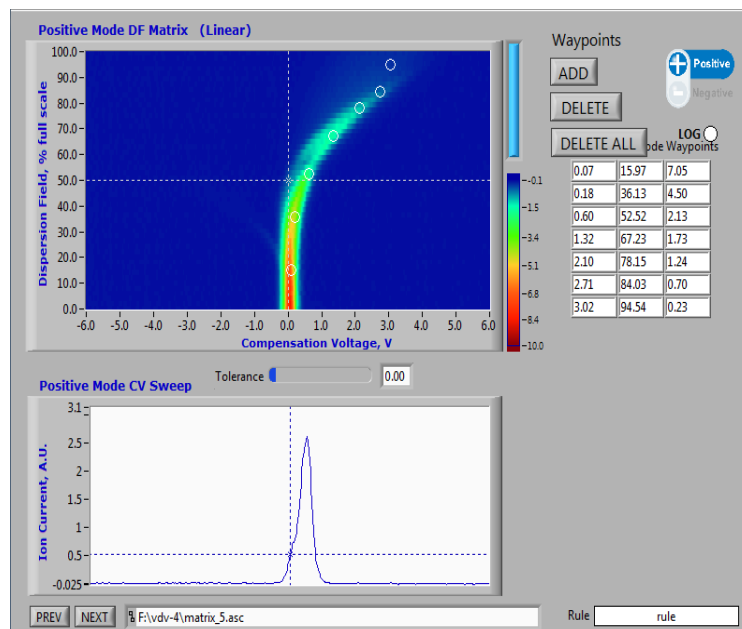 Positive Mode DF Matrix (Linear)
Dispersion Field, % full scale
100.0
90.0
80.0
70.0
60.0
50.0
40.0
30.0
20.0
10.0
0.0
-6.0 -5.0 -4.0 -3.0 -2.0 -1.0 0.0 1.0 2.0 3.0 4.0 5.0 6.0
Compensation Voltage, V
-0.1
-1.5
-3.4
-5.1
-6.8
-8.4
-10.0
Waypoints
ADD
DELETE
DELETE ALL
Positive
Negative
LOG
ode Waypoints
0.07 15.97 7.05
0.18 36.13 4.50
0.60 52.52 2.13
1.32 67.23 1.73
2.10 78.15 1.24
2.71 84.03 0.70
3.02 94.54 0.23
Tolerance 0.00
Positive Mode CV Sweep
Ion Current, A.U.
3.1
2.5
2
1.5
1
0.5
-0.025
PREV NEXT F:\vdv-4\matrix_5.asc
Rule rule